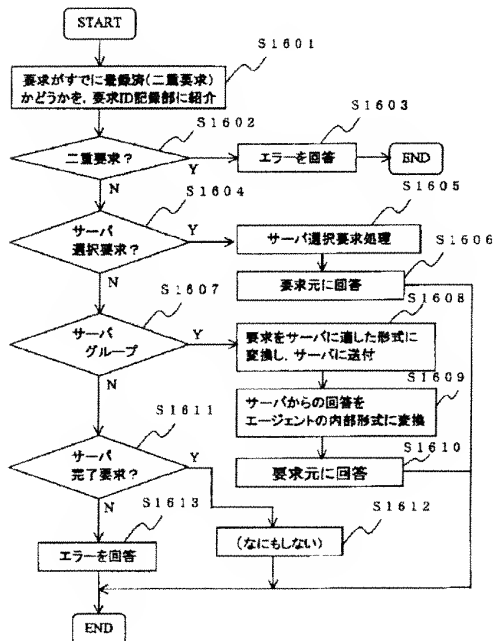 START
S1601
要求がすでに登録済(二重要求)
かどうかを，要求ID記録部に紹介
S1602
二重要求？
Y
N
S1603
エラーを回答
END
S1604
サーバ
選択要求？
Y
N
S1605
サーバ選択要求処理
S1606
要求元に回答
S1607
サーバ
グループ
Y
N
S1608
要求をサーバに適した形式に
変換し，サーバに送付
S1609
サーバからの回答を
エージェントの内部形式に変換
S1610
要求元に回答
S1611
サーバ
完了要求？
Y
N
S1612
(なにもしない)
S1613
エラーを回答
END